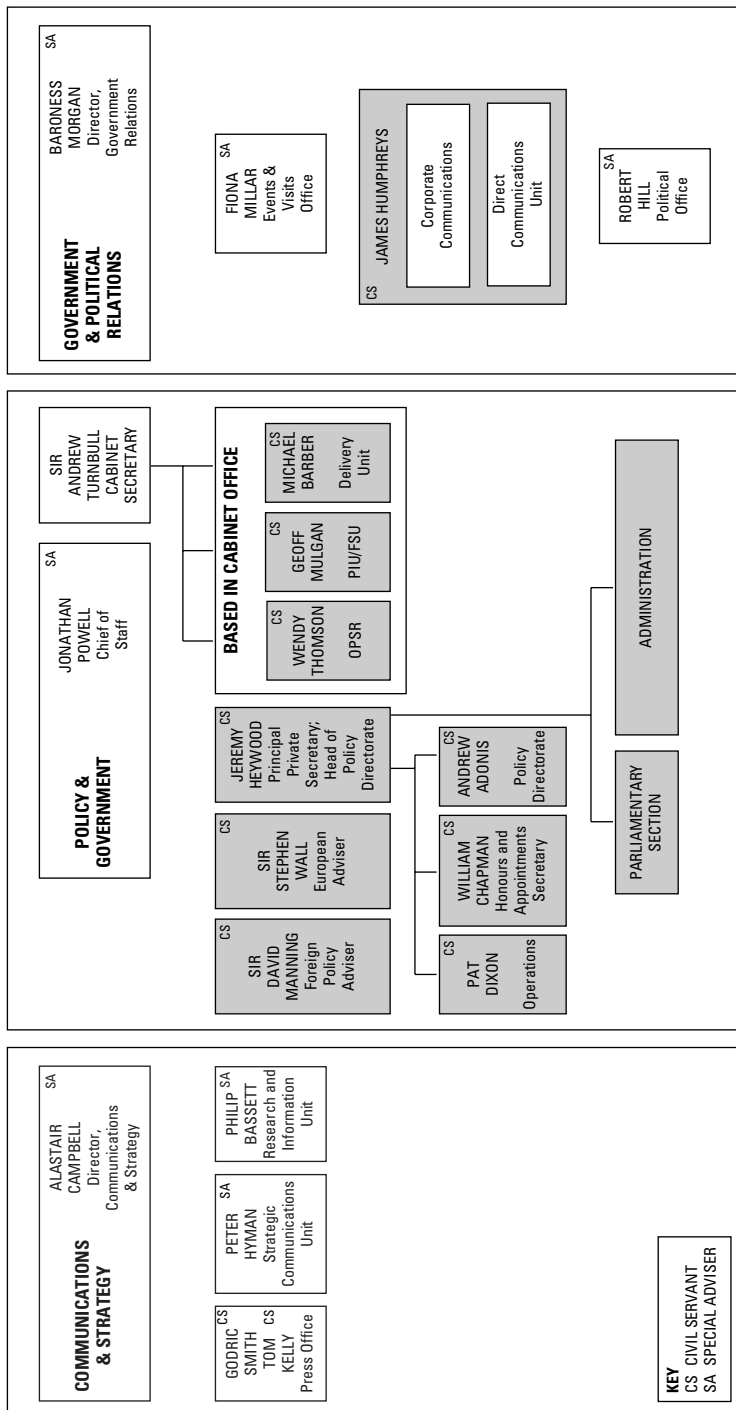 COMMUNICATIONS
& STRATEGY
ALASTAIR
CAMPBELL
Director,
Communications
& Strategy
SA
GODRIC
SMITH
CS
TOM
KELLY
CS
Press Office
PETER
HYMAN
Strategic
Communications
Unit
SA
PHILIP
BASSETT
Research and
Information
Unit
SA
KEY
CS CIVIL SERVANT
SA SPECIAL ADVISER
POLICY &
GOVERNMENT
JONATHAN
POWELL
Chief of
Staff
SA
SIR
ANDREW
TURNBULL
CABINET
SECRETARY
SIR
DAVID
MANNING
Foreign
Policy
Adviser
CS
SIR
STEPHEN
WALL
European
Adviser
CS
JEREMY
HEYWOOD
Principal
Private
Secretary;
Head of
Policy
Directorate
CS
BASED IN CABINET OFFICE
WENDY
THOMSON
OPSR
CS
GEOFF
MULGAN
PIU/FSU
CS
MICHAEL
BARBER
Delivery
Unit
CS
PAT
DIXON
Operations
CS
WILLIAM
CHAPMAN
Honours and
Appointments
Secretary
CS
ANDREW
ADONIS
Policy
Directorate
CS
PARLIAMENTARY
SECTION
ADMINISTRATION
GOVERNMENT
& POLITICAL
RELATIONS
BARONESS
MORGAN
Director,
Government
Relations
SA
FIONA
MILLAR
Events &
Visits
Office
SA
CS
JAMES HUMPHREYS
Corporate
Communications
Direct
Communications
Unit
ROBERT
HILL
Political
Office
SA